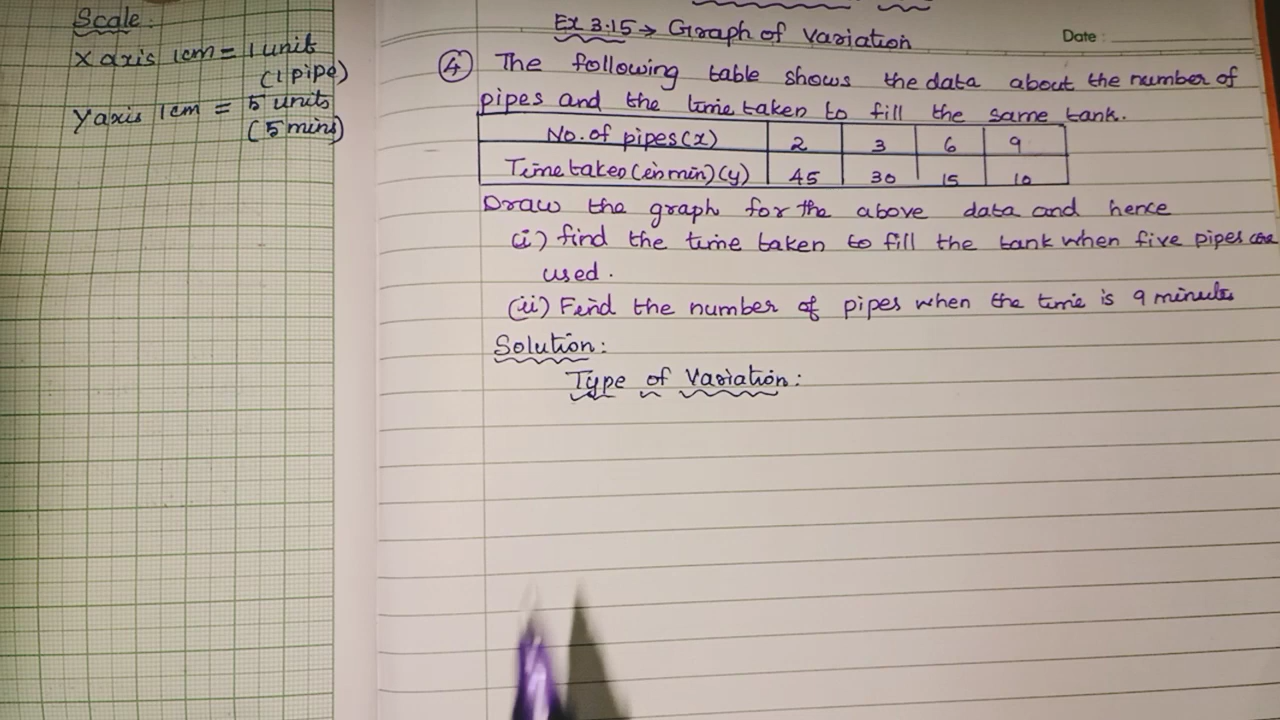 Scale:
X axis 1cm = 1 unit
(1 pipe)
Y axis 1cm = 5 units
(5 mins)
Ex 3.15 → Graph of Variation
Date :
④ The following table shows the data about the number of
pipes and the time taken to fill the same tank.
No. of pipes (x) 2 3 6 9
Time taken (in min) (y) 45 30 15 10
Draw the graph for the above data and hence
(i) find the time taken to fill the tank when five pipes are
used.
(ii) Find the number of pipes when the time is 9 minutes
Solution:
Type of Variation: